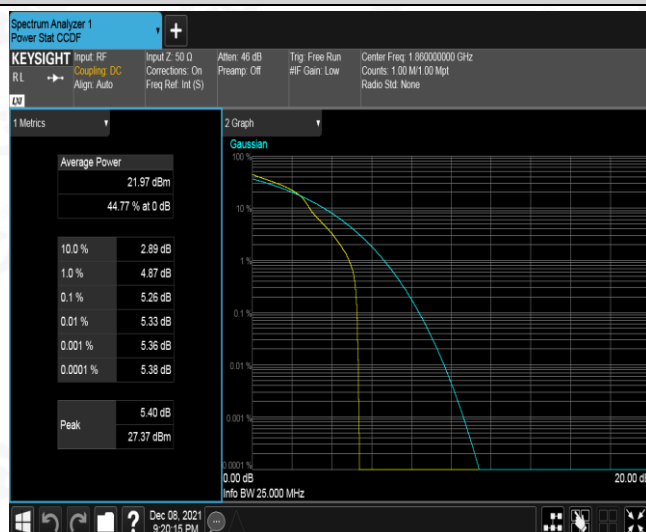 Spectrum Analyzer 1
Power Stat CCDF
+
KEYSIGHT
RL
LXI
Input: RF
Coupling: DC
Align: Auto
Input Z: 50 Ω
Corrections: On
Freq Ref: Int (S)
Atten: 46 dB
Preamp: Off
Trig: Free Run
#IF Gain: Low
Center Freq: 1.860000000 GHz
Counts: 1.00 M/1.00 Mpt
Radio Std: None
1 Metrics
Average Power
21.97 dBm
44.77 % at 0 dB
10.0 % 2.89 dB
1.0 % 4.87 dB
0.1 % 5.26 dB
0.01 % 5.33 dB
0.001 % 5.36 dB
0.0001 % 5.38 dB
Peak
5.40 dB
27.37 dBm
2 Graph
Gaussian
100 %
10 %
1 %
0.1 %
0.01 %
0.001 %
0.0001 %
0.00 dB
20.00 dB
Info BW 25.000 MHz
?
Dec 08, 2021
9:20:15 PM